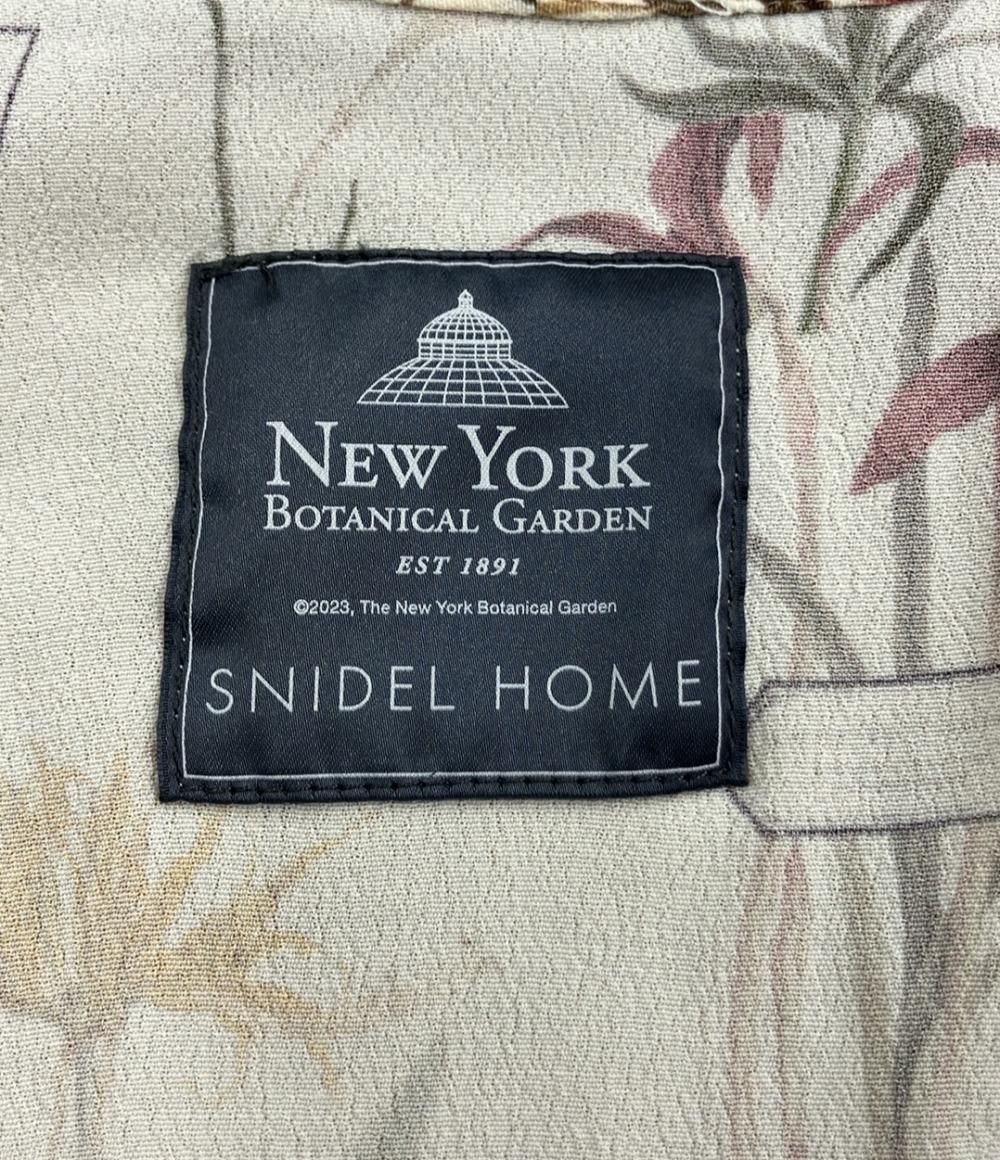 NEW YORK
BOTANICAL GARDEN
EST 1891
©2023, The New York Botanical Garden
SNIDEL HOME